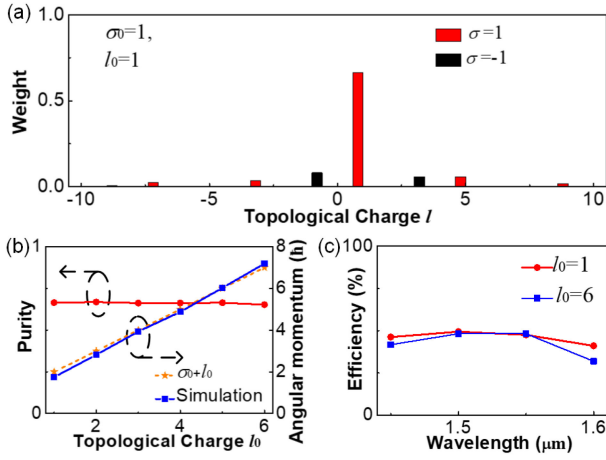 (a)
σ0=1,
l0=1
σ=1
σ=-1
Weight
1.0
0.5
0.0
-10
-5
0
5
10
Topological Charge l
(b)
Purity
1
0
8
6
4
2
0
Angular momentum (ħ)
σ0+l0
Simulation
2
4
6
Topological Charge l0
(c)
Efficiency (%)
100
0
l0=1
l0=6
1.5
1.6
Wavelength (μm)